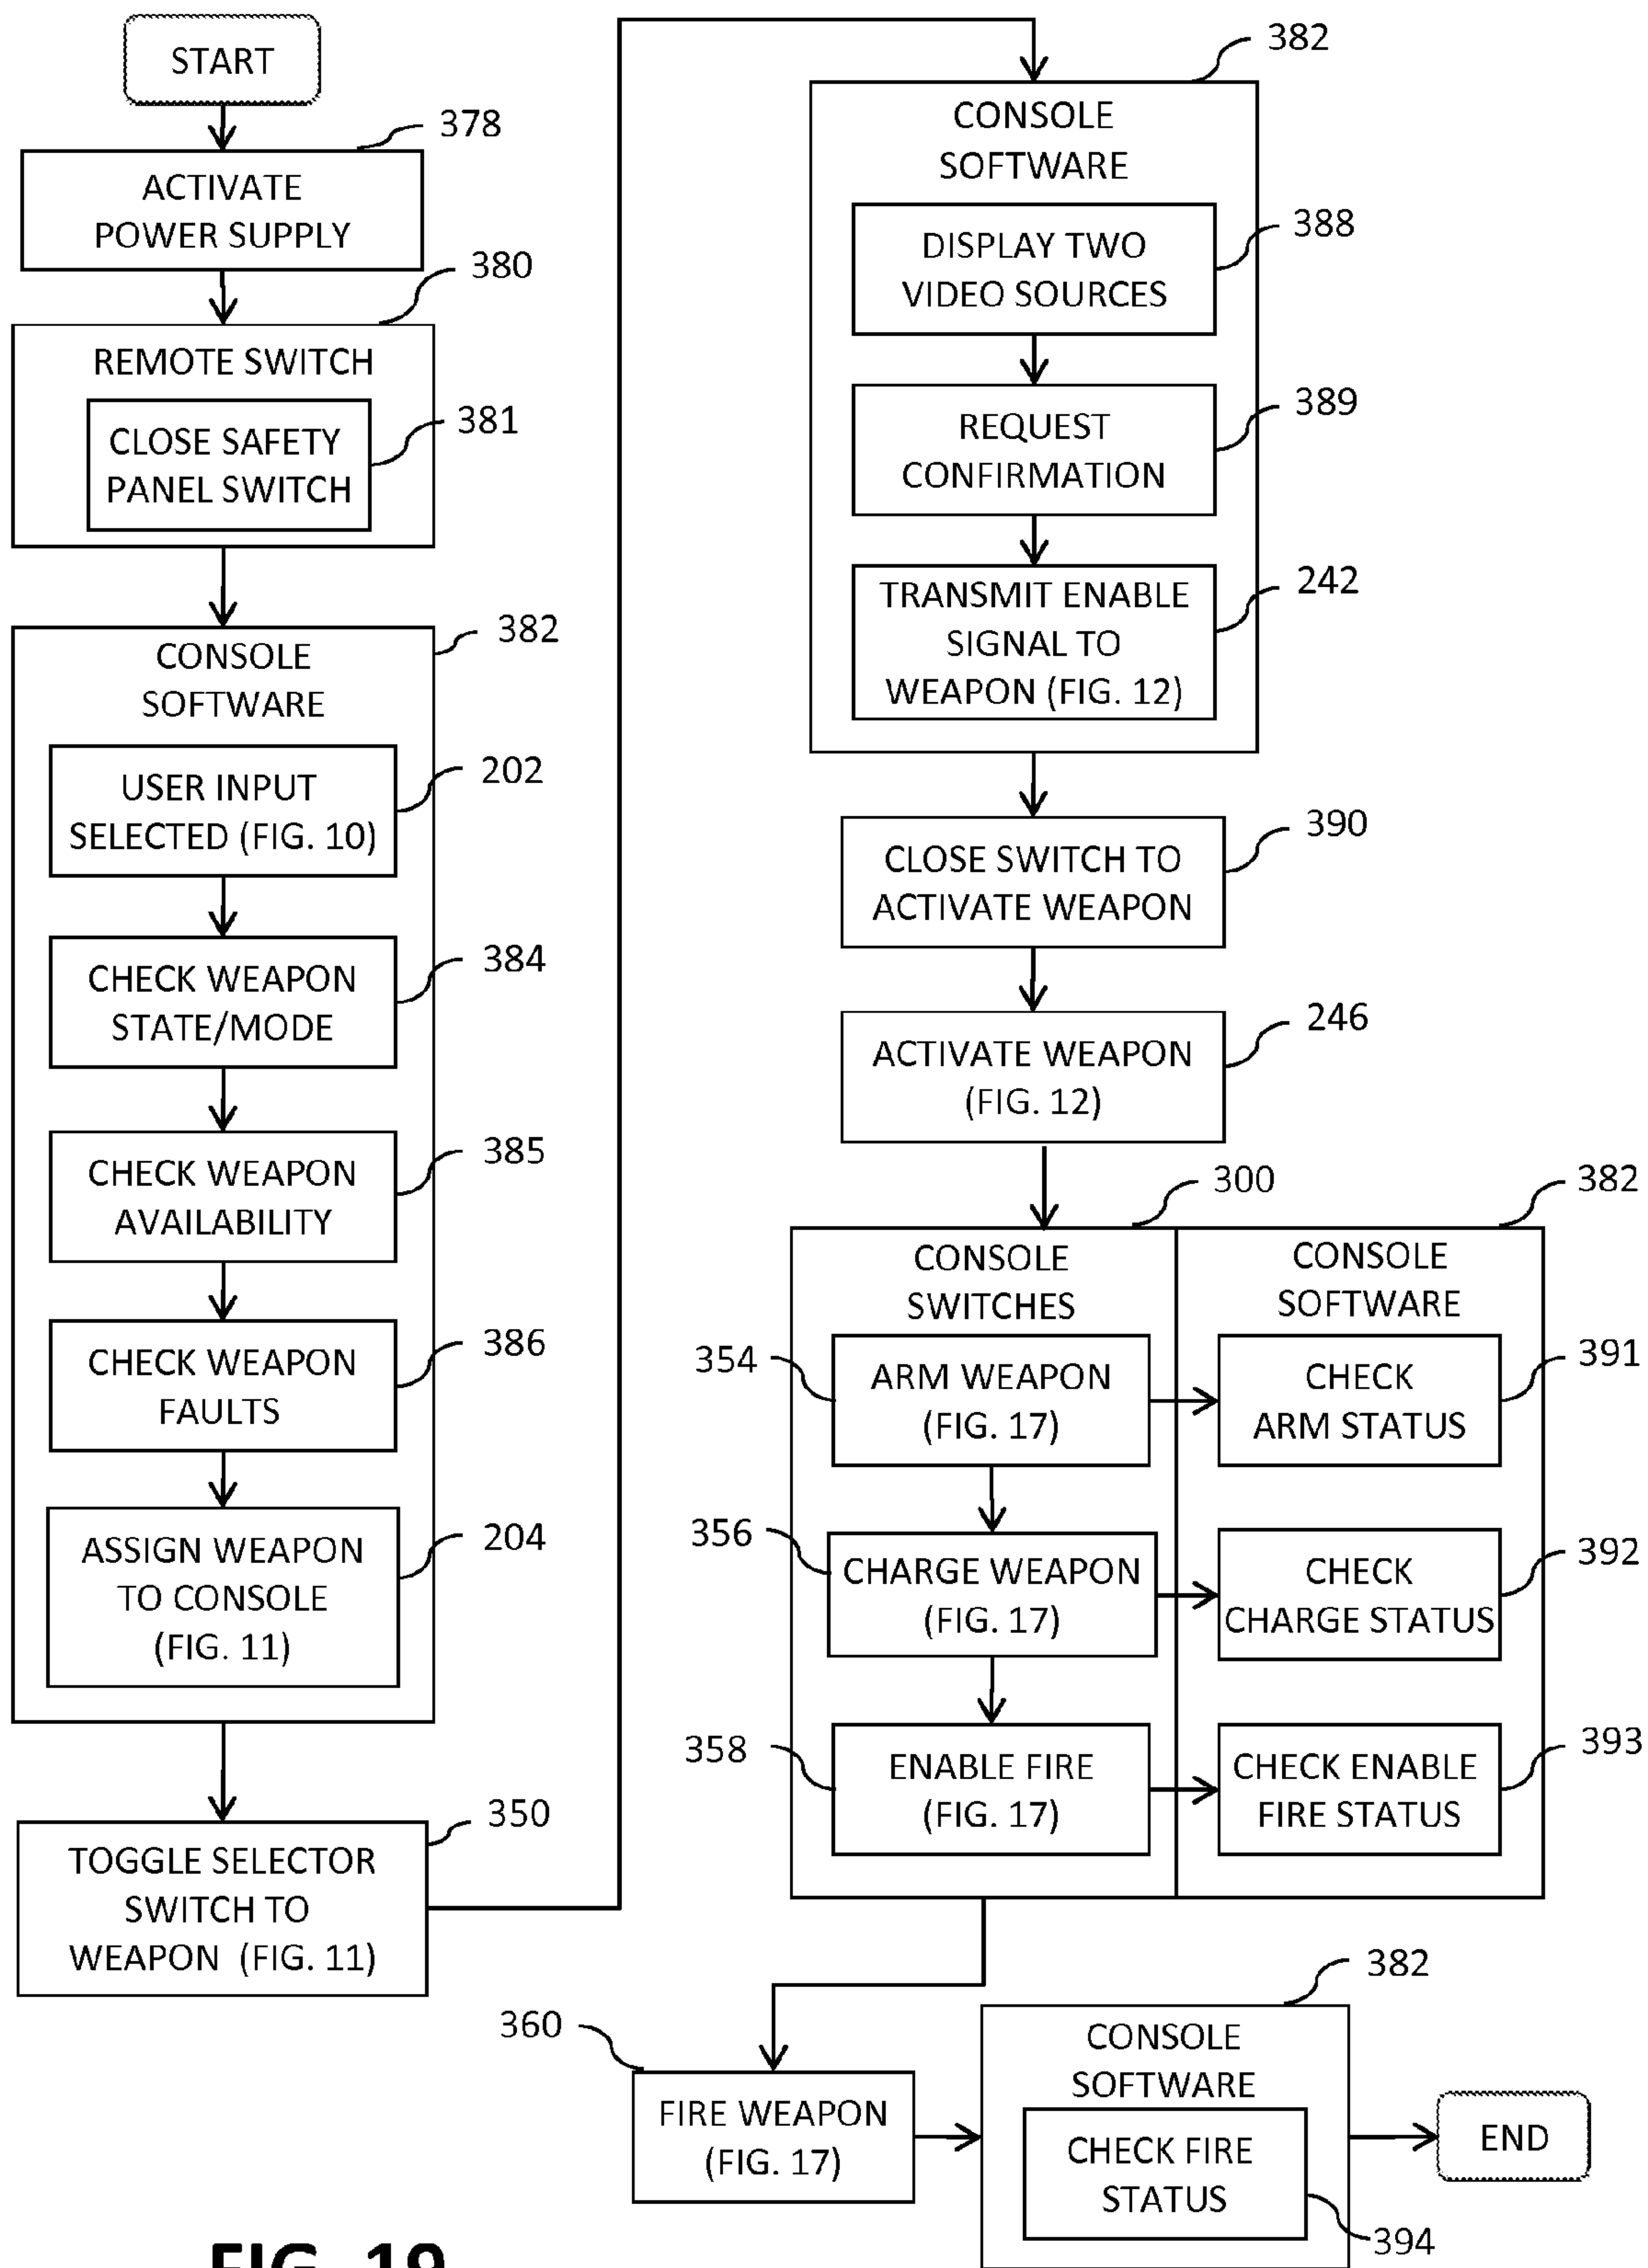 START
378
ACTIVATE
POWER SUPPLY
380
REMOTE SWITCH
381
CLOSE SAFETY
PANEL SWITCH
382
CONSOLE
SOFTWARE
202
USER INPUT
SELECTED (FIG. 10)
384
CHECK WEAPON
STATE/MODE
385
CHECK WEAPON
AVAILABILITY
386
CHECK WEAPON
FAULTS
204
ASSIGN WEAPON
TO CONSOLE
(FIG. 11)
350
TOGGLE SELECTOR
SWITCH TO
WEAPON (FIG. 11)
382
CONSOLE
SOFTWARE
388
DISPLAY TWO
VIDEO SOURCES
389
REQUEST
CONFIRMATION
242
TRANSMIT ENABLE
SIGNAL TO
WEAPON (FIG. 12)
390
CLOSE SWITCH TO
ACTIVATE WEAPON
246
ACTIVATE WEAPON
(FIG. 12)
300
CONSOLE
SWITCHES
354
ARM WEAPON
(FIG. 17)
356
CHARGE WEAPON
(FIG. 17)
358
ENABLE FIRE
(FIG. 17)
382
CONSOLE
SOFTWARE
391
CHECK
ARM STATUS
392
CHECK
CHARGE STATUS
393
CHECK ENABLE
FIRE STATUS
360
FIRE WEAPON
(FIG. 17)
382
CONSOLE
SOFTWARE
CHECK FIRE
STATUS
394
END
FIG. 19